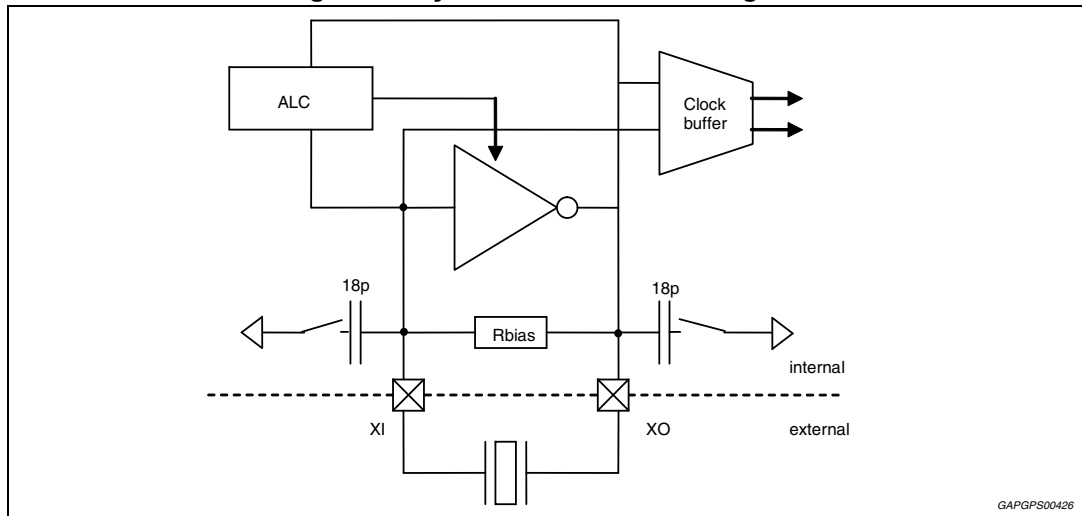 ALC
Clock
buffer
18p
18p
Rbias
internal
XI
XO
external
GAPGPS00426